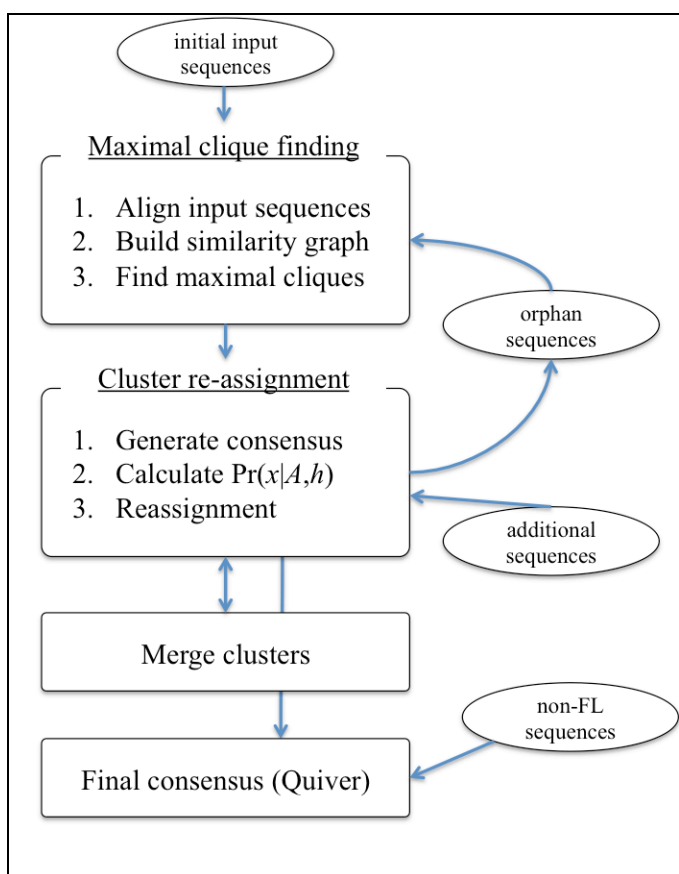 initial input
sequences
Maximal clique finding
1. Align input sequences
2. Build similarity graph
3. Find maximal cliques
orphan
sequences
Cluster re-assignment
1. Generate consensus
2. Calculate Pr(x|A,h)
3. Reassignment
additional
sequences
Merge clusters
non-FL
sequences
Final consensus (Quiver)